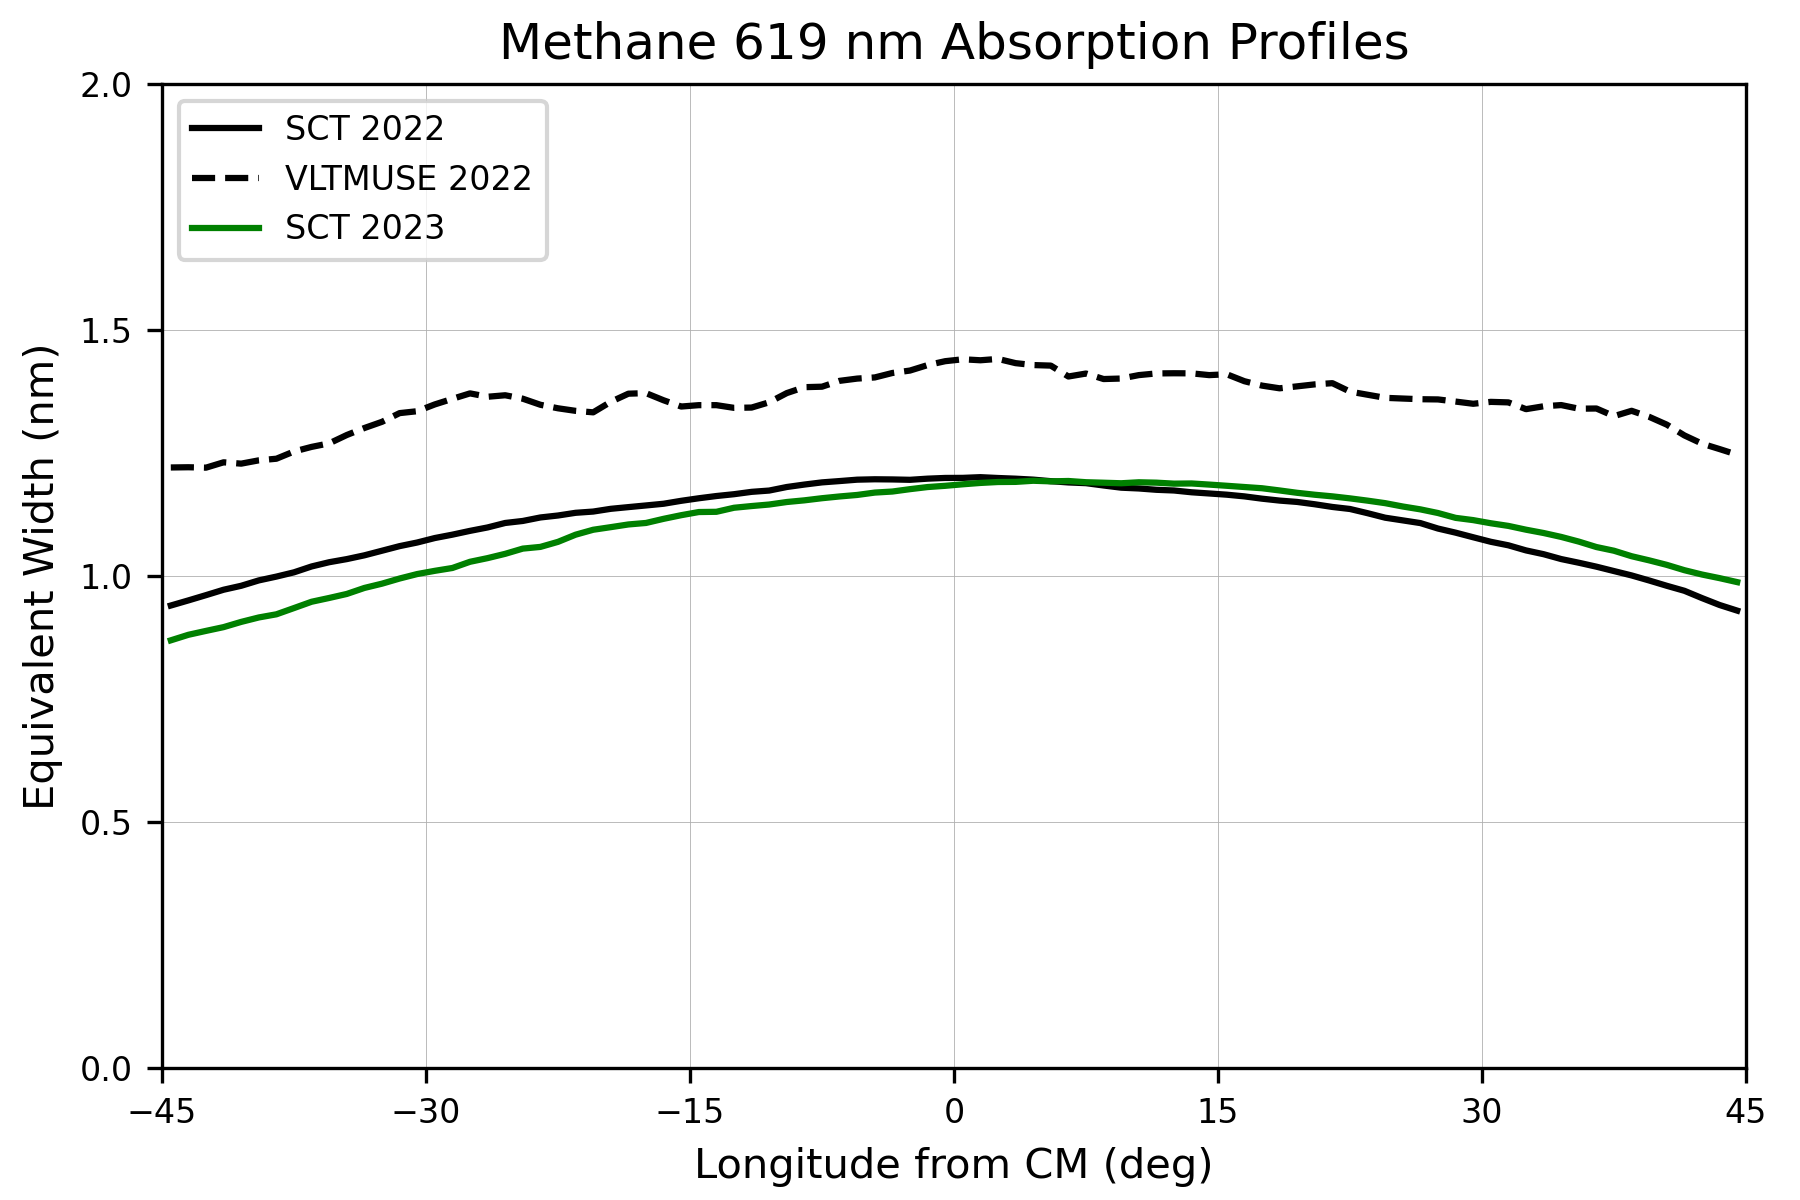 Methane 619 nm Absorption Profiles
2.0
1.5
1.0
0.5
0.0
Equivalent Width (nm)
SCT 2022
VLTMUSE 2022
SCT 2023
−45
−30
−15
0
15
30
45
Longitude from CM (deg)